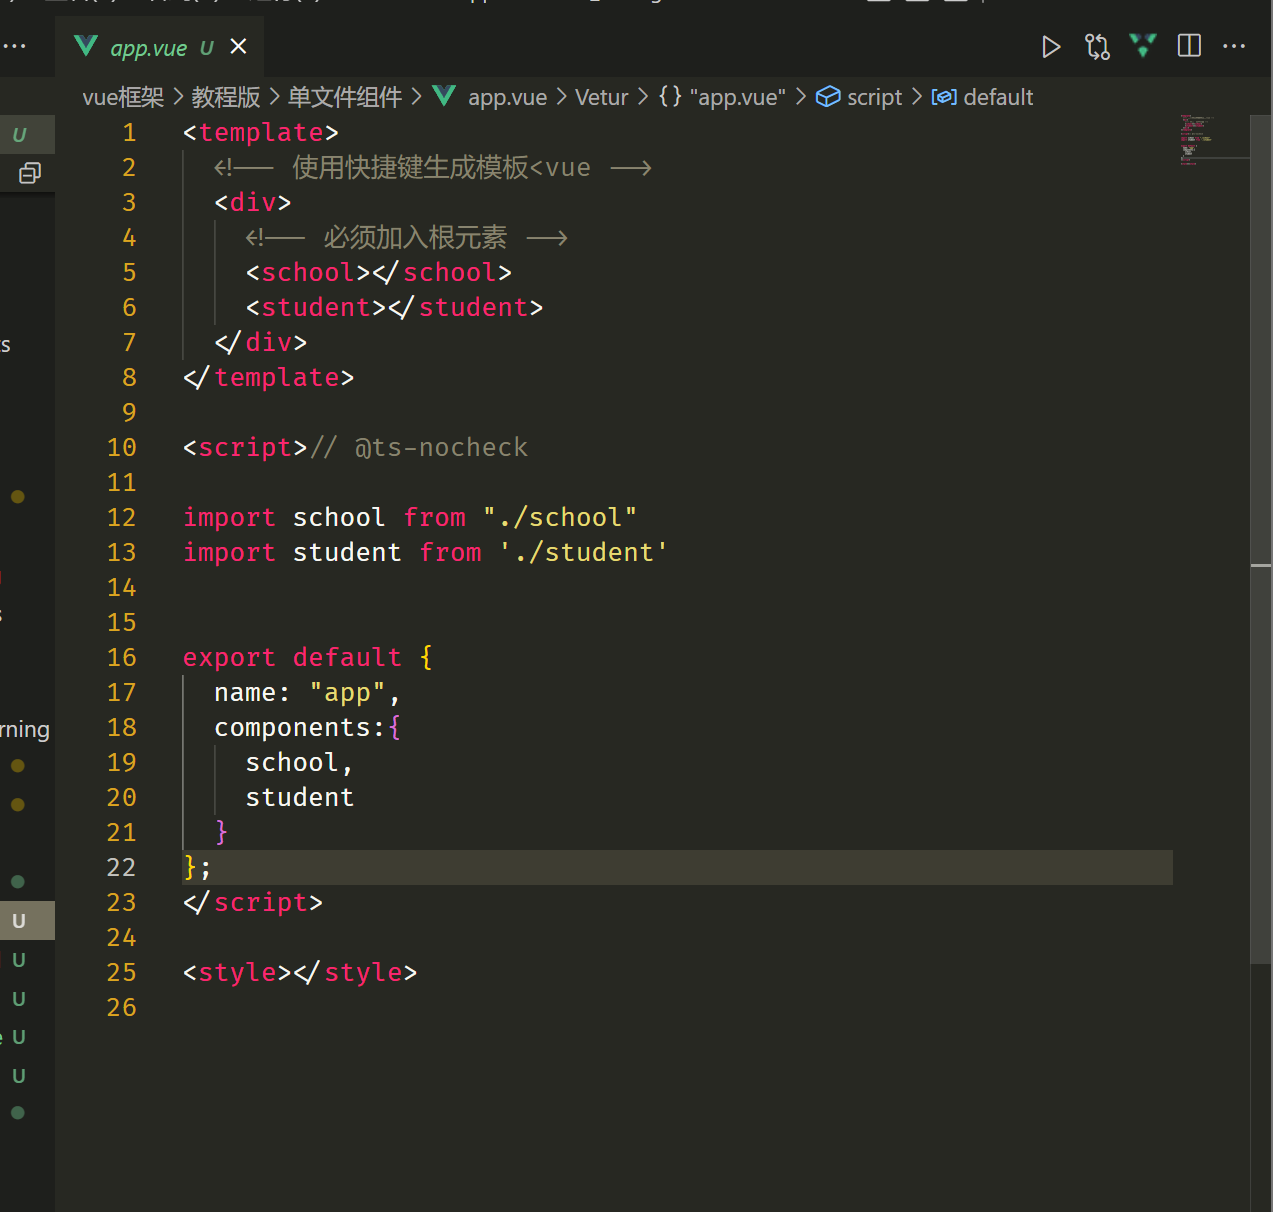 app.vue U
vue框架 > 教程版 > 单文件组件 > app.vue > Vetur > {} "app.vue" > script > default
1 <template>
2 <!-- 使用快捷键生成模板<vue -->
3 <div>
4 <!-- 必须加入根元素 -->
5 <school></school>
6 <student></student>
7 </div>
8 </template>
9
10 <script>// @ts-nocheck
11
12 import school from "./school"
13 import student from './student'
14
15
16 export default {
17 name: "app",
18 components:{
19 school,
20 student
21 }
22 };
23 </script>
24
25 <style></style>
26
U
s
rning
U
U
U
e U
U